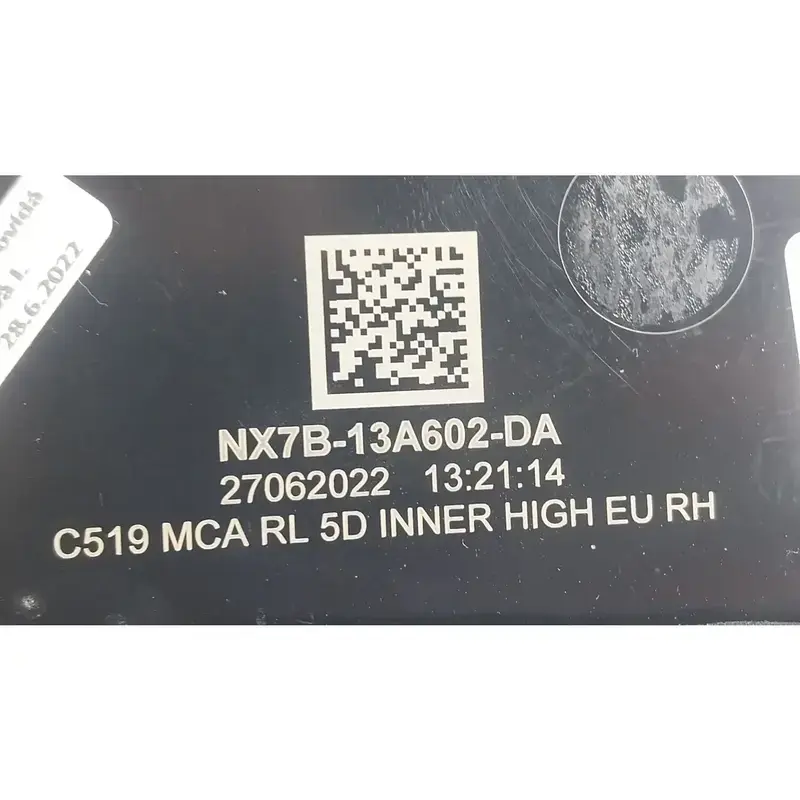 28.6.2022
NX7B-13A602-DA
27062022 13:21:14
C519 MCA RL 5D INNER HIGH EU RH